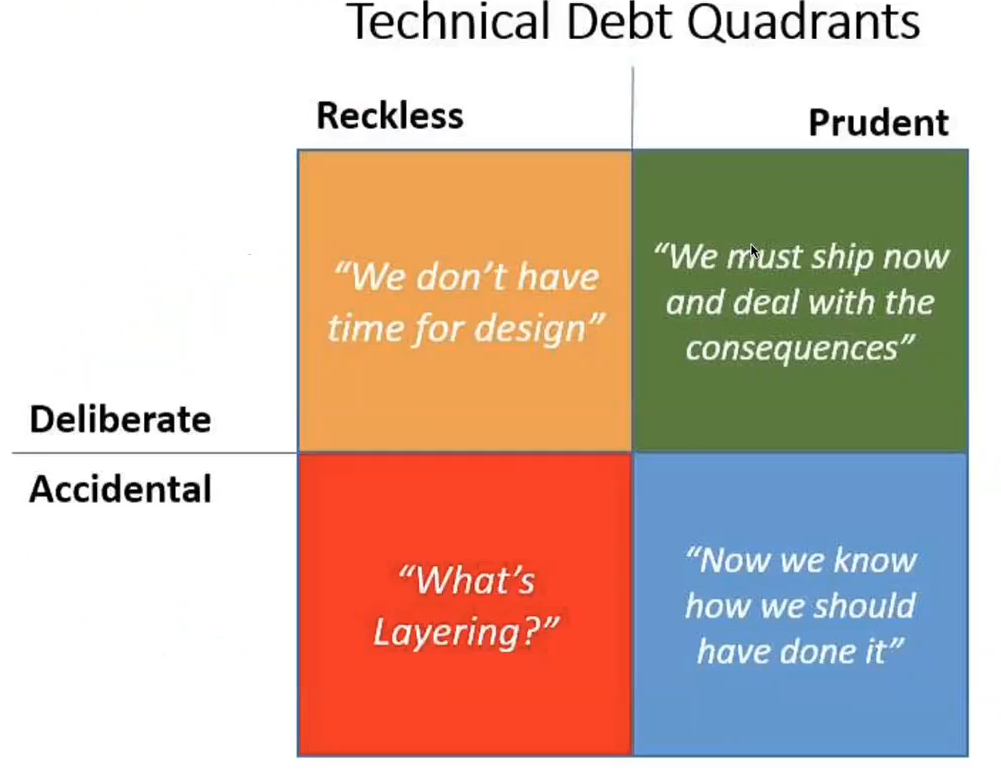 Technical Debt Quadrants
Reckless
Prudent
“We don’t have
time for design”
“We must ship now
and deal with the
consequences”
Deliberate
Accidental
“What’s
Layering?”
“Now we know
how we should
have done it”